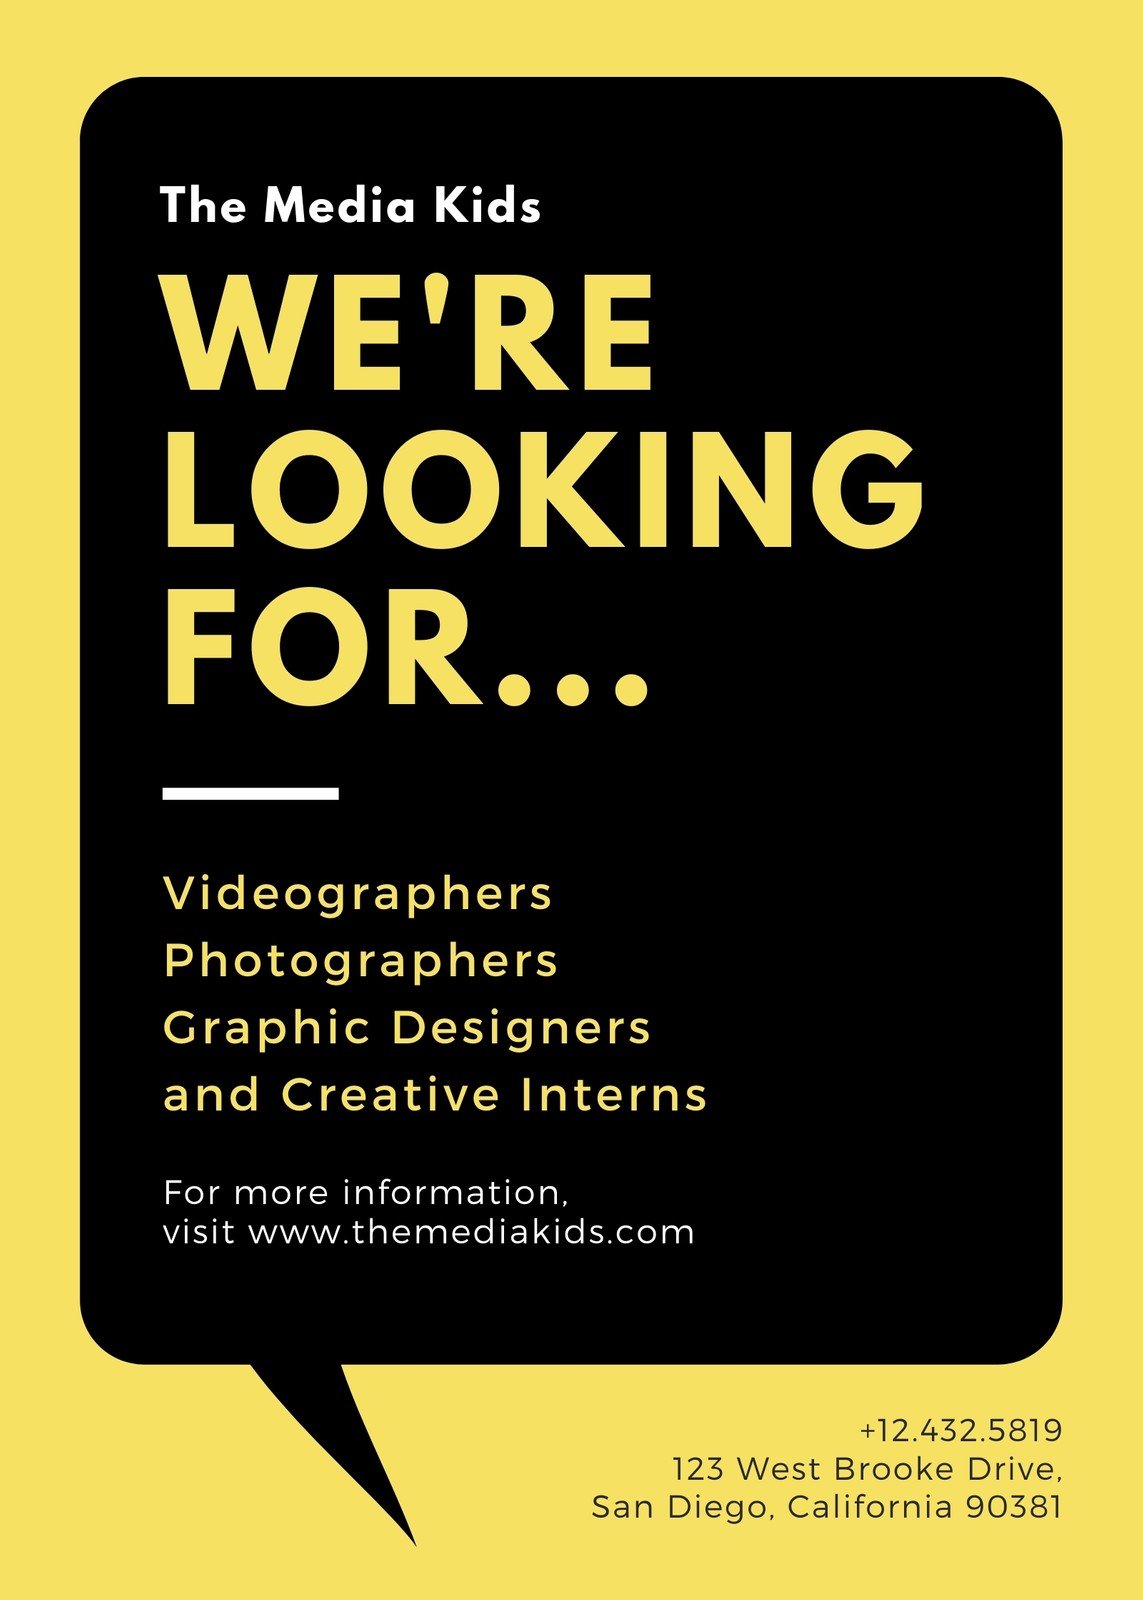 The Media Kids
WE'RE
LOOKING
FOR...
Videographers
Photographers
Graphic Designers
and Creative Interns
For more information,
visit www.themediakids.com
+12.432.5819
123 West Brooke Drive,
San Diego, California 90381